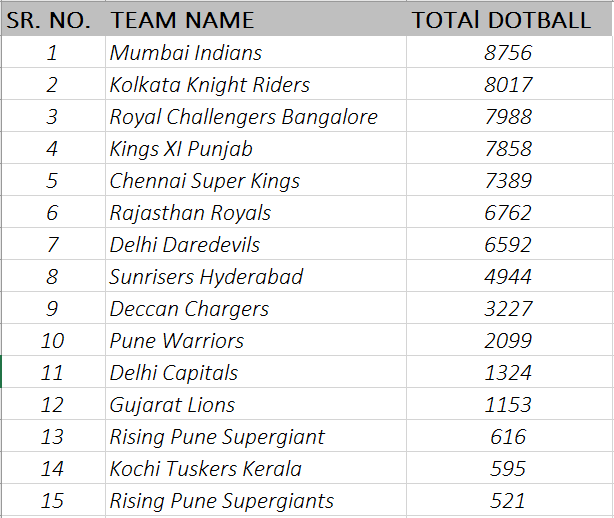 SR. NO. TEAM NAME TOTAl DOTBALL
1 Mumbai Indians 8756
2 Kolkata Knight Riders 8017
3 Royal Challengers Bangalore 7988
4 Kings XI Punjab 7858
5 Chennai Super Kings 7389
6 Rajasthan Royals 6762
7 Delhi Daredevils 6592
8 Sunrisers Hyderabad 4944
9 Deccan Chargers 3227
10 Pune Warriors 2099
11 Delhi Capitals 1324
12 Gujarat Lions 1153
13 Rising Pune Supergiant 616
14 Kochi Tuskers Kerala 595
15 Rising Pune Supergiants 521